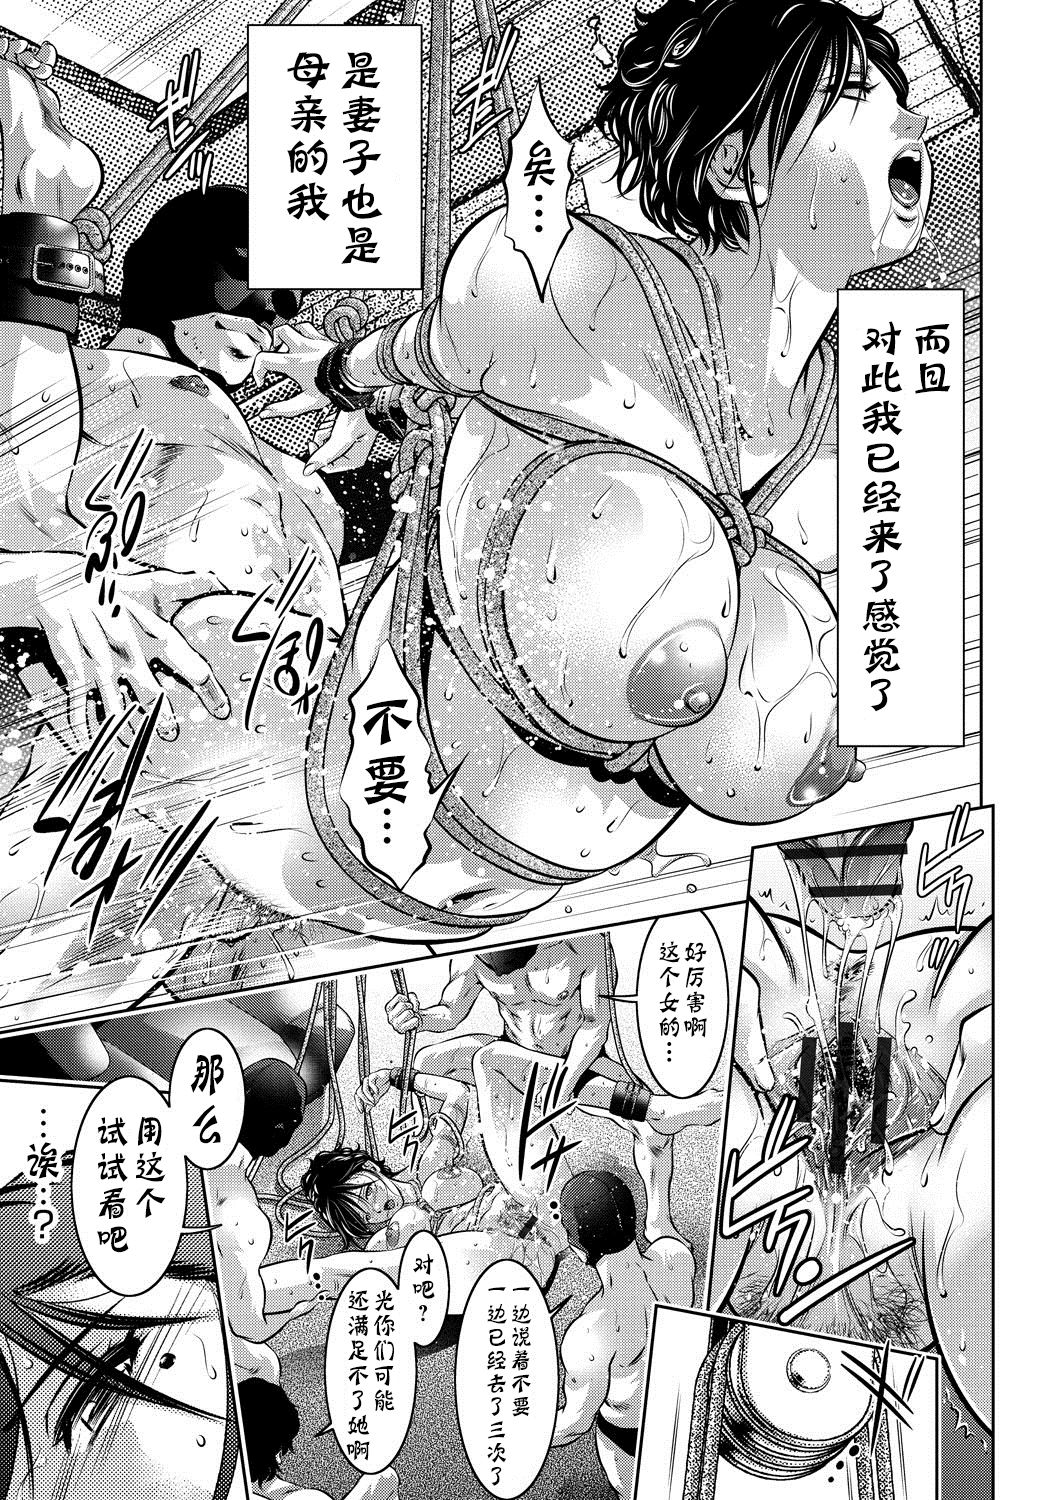 而且
对此我已经来了感觉了
矣…
是妻子也是
母亲的我
不要…
好厉害啊
这个女的…
一边说着不要
一边已经去了三次了
对吧?
光你们可能
还满足不了她啊
那么
用这个
试试看吧
…诶…?